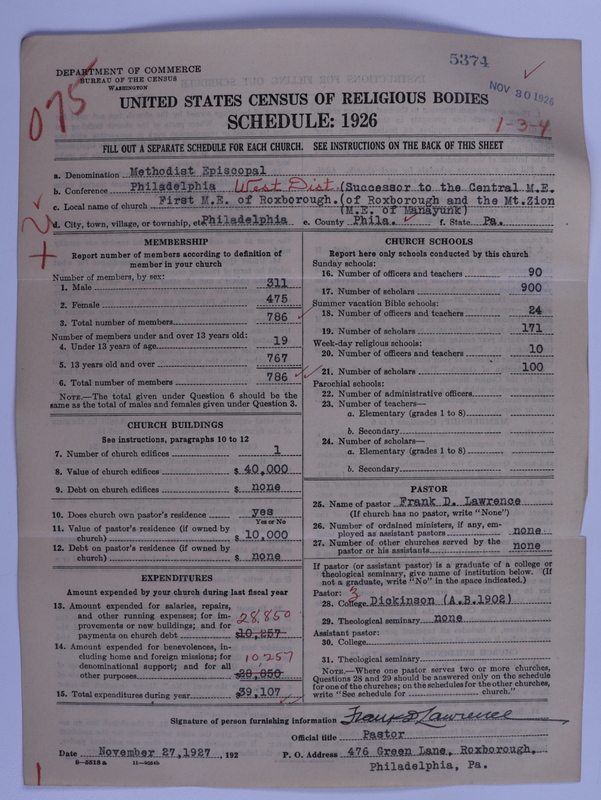 5374
DEPARTMENT OF COMMERCE
BUREAU OF THE CENSUS
WASHINGTON
NOV 30 1926
075
UNITED STATES CENSUS OF RELIGIOUS BODIES
SCHEDULE: 1926
1-3-4
FILL OUT A SEPARATE SCHEDULE FOR EACH CHURCH. SEE INSTRUCTIONS ON THE BACK OF THIS SHEET
a. Denomination Methodist Episcopal
b. Conference Philadelphia West Dist. (Successor to the Central M.E.
c. Local name of church First M.E. of Roxborough.(of Roxborough and the Mt.Zion
(M.E. of Manayunk)
d. City, town, village, or township, etc. Philadelphia e. County Phila. f. State Pa.
MEMBERSHIP
Report number of members according to definition of
member in your church
Number of members, by sex:
1. Male 311
2. Female 475
3. Total number of members 786
Number of members under and over 13 years old:
4. Under 13 years of age 19
5. 13 years old and over 767
6. Total number of members 786
NOTE.—The total given under Question 6 should be the
same as the total of males and females given under Question 3.
CHURCH BUILDINGS
See instructions, paragraphs 10 to 12
7. Number of church edifices 1
8. Value of church edifices $ 40,000
9. Debt on church edifices $ none
10. Does church own pastor's residence yes
Yes or No
11. Value of pastor's residence (if owned by
church) $ 10,000
12. Debt on pastor's residence (if owned by
church) $ none
EXPENDITURES
Amount expended by your church during last fiscal year
13. Amount expended for salaries, repairs,
and other running expenses; for im-
provements or new buildings; and for
payments on church debt 28,850 $10,257
14. Amount expended for benevolences, in-
cluding home and foreign missions; for
denominational support; and for all
other purposes 10,257 $28,850
15. Total expenditures during year $39,107
CHURCH SCHOOLS
Report here only schools conducted by this church
Sunday schools:
16. Number of officers and teachers 90
17. Number of scholars 900
Summer vacation Bible schools:
18. Number of officers and teachers 24
19. Number of scholars 171
Week-day religious schools:
20. Number of officers and teachers 10
21. Number of scholars 100
Parochial schools:
22. Number of administrative officers
23. Number of teachers—
a. Elementary (grades 1 to 8)
b. Secondary
24. Number of scholars—
a. Elementary (grades 1 to 8)
b. Secondary
PASTOR
25. Name of pastor Frank D. Lawrence
(If church has no pastor, write "None")
26. Number of ordained ministers, if any, em-
ployed as assistant pastors none
27. Number of other churches served by the
pastor or his assistants none
If pastor (or assistant pastor) is a graduate of a college or
theological seminary, give name of institution below. (If
not a graduate, write "No" in the space indicated.)
Pastor: 3
28. College Dickinson (A.B.1902)
29. Theological seminary none
Assistant pastor:
30. College
31. Theological seminary
NOTE.—Where one pastor serves two or more churches,
Questions 28 and 29 should be answered only on the schedule
for one of the churches; on the schedules for the other churches,
write "See schedule for church."
Signature of person furnishing information Frank D Lawrence
Official title Pastor
Date November 27,1927 , 192 P. O. Address 476 Green Lane, Roxborough,
8—5518 a
Philadelphia, Pa.